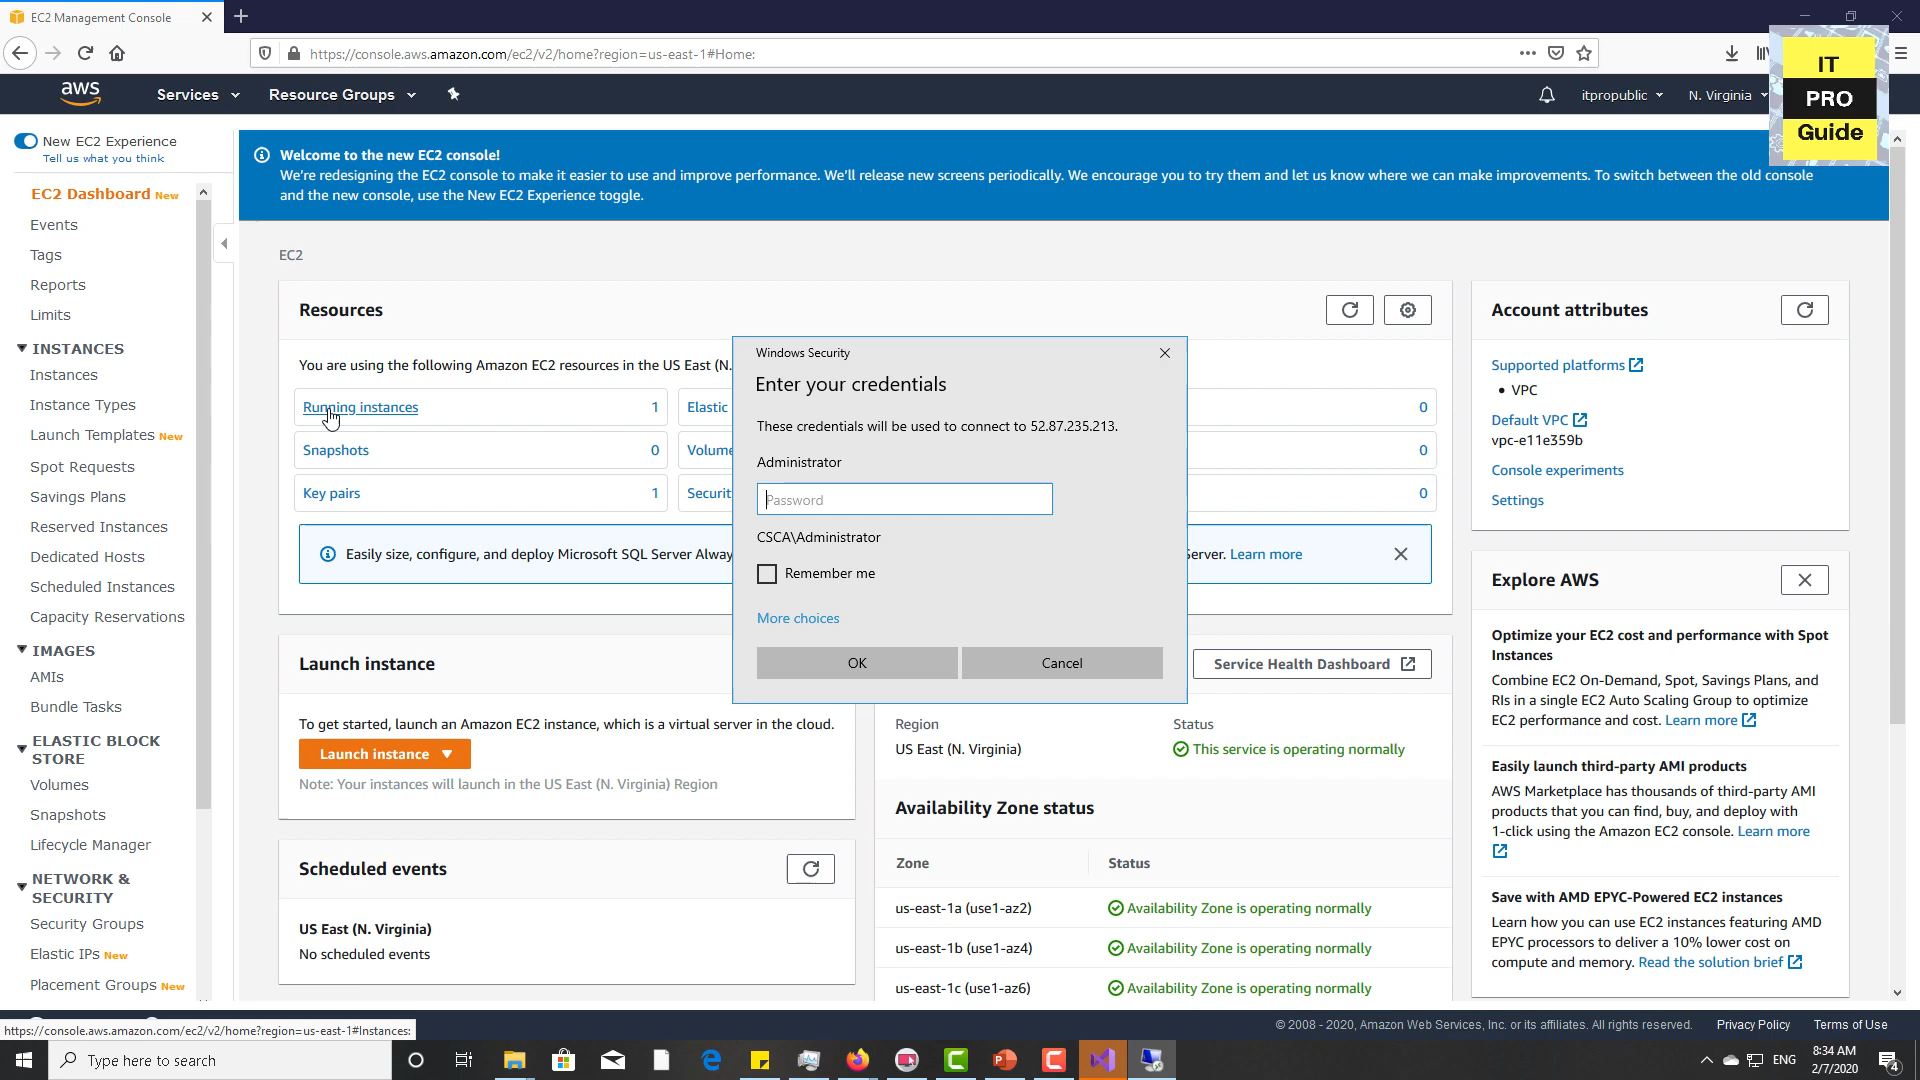 EC2 Management Console
https://console.aws.amazon.com/ec2/v2/home?region=us-east-1#Home:
IT
PRO
Guide
aws
Services
Resource Groups
itpropublic
N. Virginia
New EC2 Experience
Tell us what you think
EC2 Dashboard New
Events
Tags
Reports
Limits
INSTANCES
Instances
Instance Types
Launch Templates New
Spot Requests
Savings Plans
Reserved Instances
Dedicated Hosts
Scheduled Instances
Capacity Reservations
IMAGES
AMIs
Bundle Tasks
ELASTIC BLOCK
STORE
Volumes
Snapshots
Lifecycle Manager
NETWORK &
SECURITY
Security Groups
Elastic IPs New
Placement Groups New
Welcome to the new EC2 console!
We're redesigning the EC2 console to make it easier to use and improve performance. We'll release new screens periodically. We encourage you to try them and let us know where we can make improvements. To switch between the old console
and the new console, use the New EC2 Experience toggle.
EC2
Resources
You are using the following Amazon EC2 resources in the US East (N.
Running instances 1
Elastic
0
Snapshots 0
Volume
0
Key pairs 1
Securit
0
Easily size, configure, and deploy Microsoft SQL Server Alway
Server. Learn more
Windows Security
Enter your credentials
These credentials will be used to connect to 52.87.235.213.
Administrator
Password
CSCA\Administrator
Remember me
More choices
OK
Cancel
Launch instance
To get started, launch an Amazon EC2 instance, which is a virtual server in the cloud.
Launch instance
Note: Your instances will launch in the US East (N. Virginia) Region
Scheduled events
US East (N. Virginia)
No scheduled events
Service Health Dashboard
Region
Status
US East (N. Virginia)
This service is operating normally
Availability Zone status
Zone
Status
us-east-1a (use1-az2)
Availability Zone is operating normally
us-east-1b (use1-az4)
Availability Zone is operating normally
us-east-1c (use1-az6)
Availability Zone is operating normally
Account attributes
Supported platforms
• VPC
Default VPC
vpc-e11e359b
Console experiments
Settings
Explore AWS
Optimize your EC2 cost and performance with Spot
Instances
Combine EC2 On-Demand, Spot, Savings Plans, and
RIs in a single EC2 Auto Scaling Group to optimize
EC2 performance and cost. Learn more
Easily launch third-party AMI products
AWS Marketplace has thousands of third-party AMI
products that you can find, buy, and deploy with
1-click using the Amazon EC2 console. Learn more
Save with AMD EPYC-Powered EC2 instances
Learn how you can use EC2 instances featuring AMD
EPYC processors to deliver a 10% lower cost on
compute and memory. Read the solution brief
https://console.aws.amazon.com/ec2/v2/home?region=us-east-1#Instances:
© 2008 - 2020, Amazon Web Services, Inc. or its affiliates. All rights reserved.
Privacy Policy
Terms of Use
Type here to search
ENG
8:34 AM
2/7/2020
4